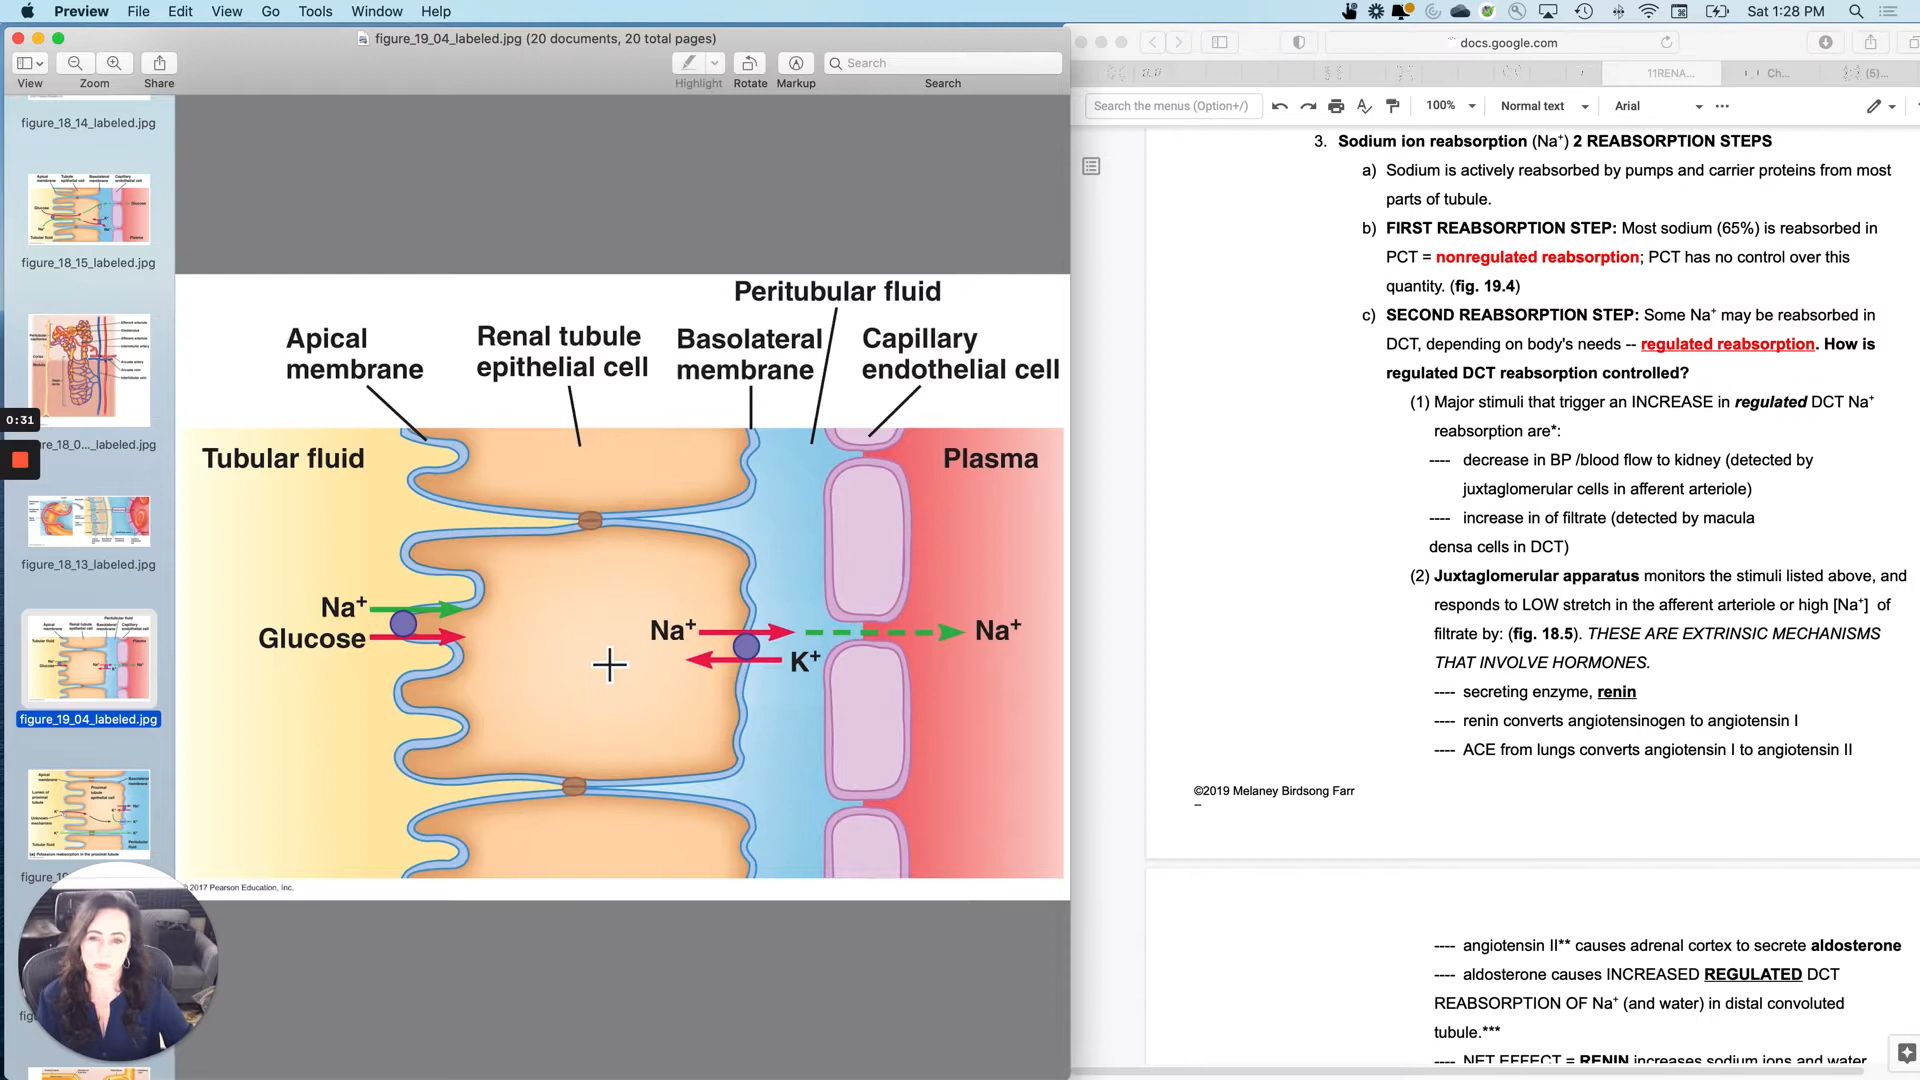 Preview File Edit View Go Tools Window Help
Sat 1:28 PM
figure_19_04_labeled.jpg (20 documents, 20 total pages)
View Zoom Share Highlight Rotate Markup Search
Search
figure_18_14_labeled.jpg
figure_18_15_labeled.jpg
0:31
figure_18_13_labeled.jpg
figure_19_04_labeled.jpg
Peritubular fluid
Apical membrane
Renal tubule epithelial cell
Basolateral membrane
Capillary endothelial cell
Tubular fluid
Plasma
Na⁺
Glucose
Na⁺
K⁺
Na⁺
2017 Pearson Education, Inc.
docs.google.com
11RENA...
Ch...
(5)...
Search the menus (Option+/)
100%
Normal text
Arial
3. Sodium ion reabsorption (Na⁺) 2 REABSORPTION STEPS
a) Sodium is actively reabsorbed by pumps and carrier proteins from most
parts of tubule.
b) FIRST REABSORPTION STEP: Most sodium (65%) is reabsorbed in
PCT = nonregulated reabsorption; PCT has no control over this
quantity. (fig. 19.4)
c) SECOND REABSORPTION STEP: Some Na⁺ may be reabsorbed in
DCT, depending on body's needs -- regulated reabsorption. How is
regulated DCT reabsorption controlled?
(1) Major stimuli that trigger an INCREASE in regulated DCT Na⁺
reabsorption are*:
---- decrease in BP /blood flow to kidney (detected by
juxtaglomerular cells in afferent arteriole)
---- increase in of filtrate (detected by macula
densa cells in DCT)
(2) Juxtaglomerular apparatus monitors the stimuli listed above, and
responds to LOW stretch in the afferent arteriole or high [Na⁺] of
filtrate by: (fig. 18.5). THESE ARE EXTRINSIC MECHANISMS
THAT INVOLVE HORMONES.
---- secreting enzyme, renin
---- renin converts angiotensinogen to angiotensin I
---- ACE from lungs converts angiotensin I to angiotensin II
©2019 Melaney Birdsong Farr
--
---- angiotensin II** causes adrenal cortex to secrete aldosterone
---- aldosterone causes INCREASED REGULATED DCT
REABSORPTION OF Na⁺ (and water) in distal convoluted
tubule.***
---- NET EFFECT = RENIN increases sodium ions and water